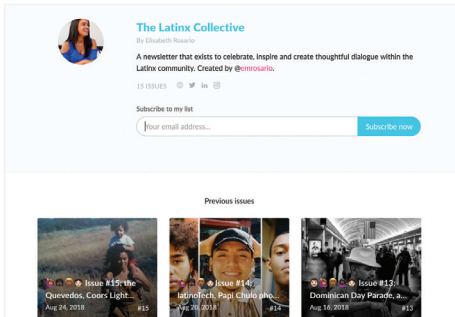 The Latinx Collective
By Elisabeth Rosario
A newsletter that exists to celebrate, inspire and create thoughtful dialogue within the
Latinx community. Created by @emrosario.
15 ISSUES
Subscribe to my list
Your email address...
Subscribe now
Previous issues
Issue #15: the
Quevedos, Coors Light...
Aug 24, 2018
#15
Issue #14:
latinoTech, Papi Chulo pho...
Aug 20, 2018
#14
Issue #13:
Dominican Day Parade, a...
Aug 16, 2018
#13